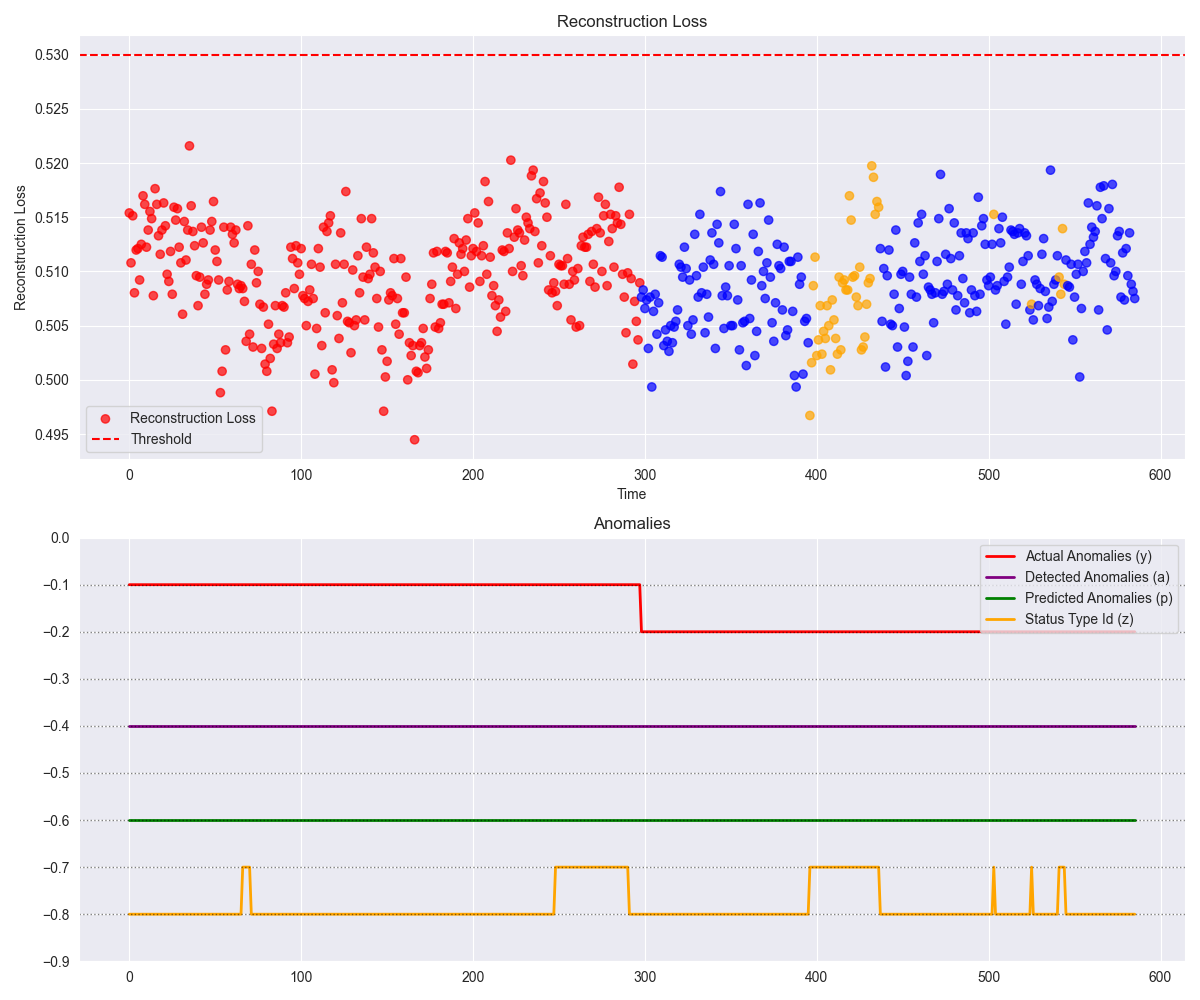 Reconstruction Loss
0.530
0.525
0.520
0.515
0.510
0.505
0.500
0.495
Reconstruction Loss
Reconstruction Loss
Threshold
0 100 200 300 400 500 600
Time
Anomalies
0.0
−0.1
−0.2
−0.3
−0.4
−0.5
−0.6
−0.7
−0.8
−0.9
Actual Anomalies (y)
Detected Anomalies (a)
Predicted Anomalies (p)
Status Type Id (z)
0 100 200 300 400 500 600